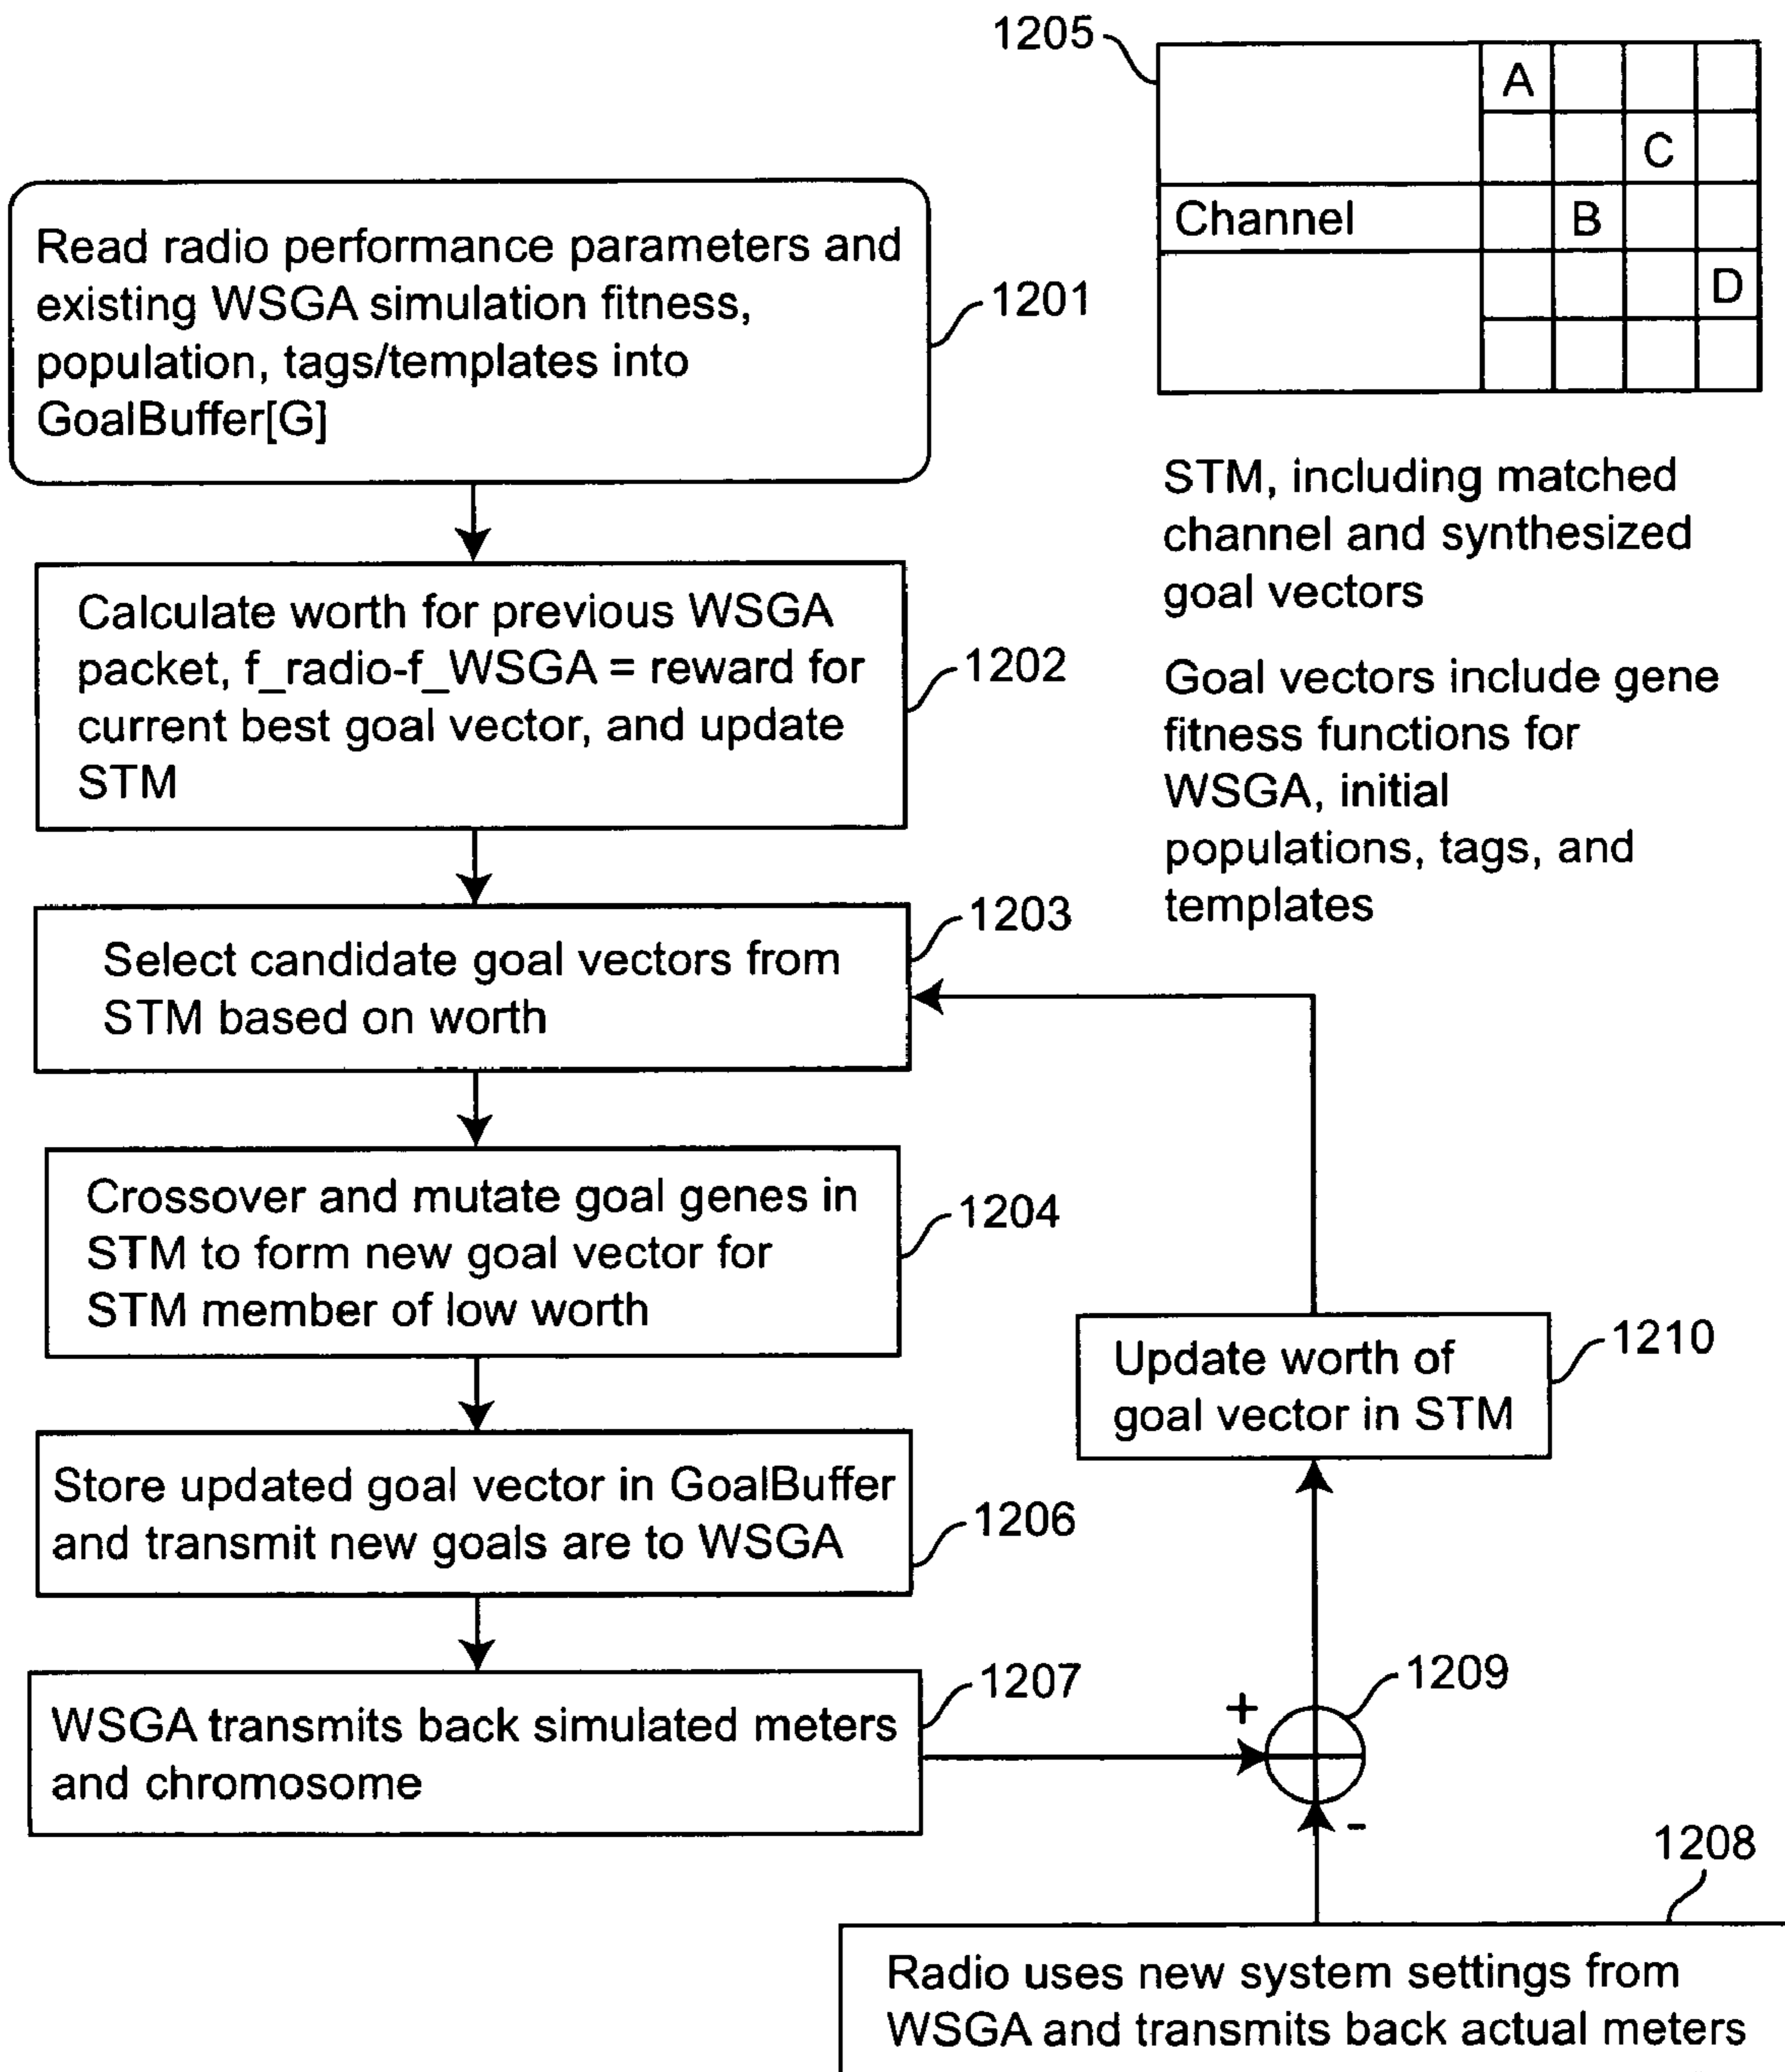 1205
A
C
Channel
B
D
Read radio performance parameters and
existing WSGA simulation fitness,
population, tags/templates into
GoalBuffer[G]
1201
STM, including matched
channel and synthesized
goal vectors
Goal vectors include gene
fitness functions for
WSGA, initial
populations, tags, and
templates
Calculate worth for previous WSGA
packet, f_radio-f_WSGA = reward for
current best goal vector, and update
STM
1202
Select candidate goal vectors from
STM based on worth
1203
Crossover and mutate goal genes in
STM to form new goal vector for
STM member of low worth
1204
Store updated goal vector in GoalBuffer
and transmit new goals are to WSGA
1206
WSGA transmits back simulated meters
and chromosome
1207
Update worth of
goal vector in STM
1210
+
1209
-
1208
Radio uses new system settings from
WSGA and transmits back actual meters